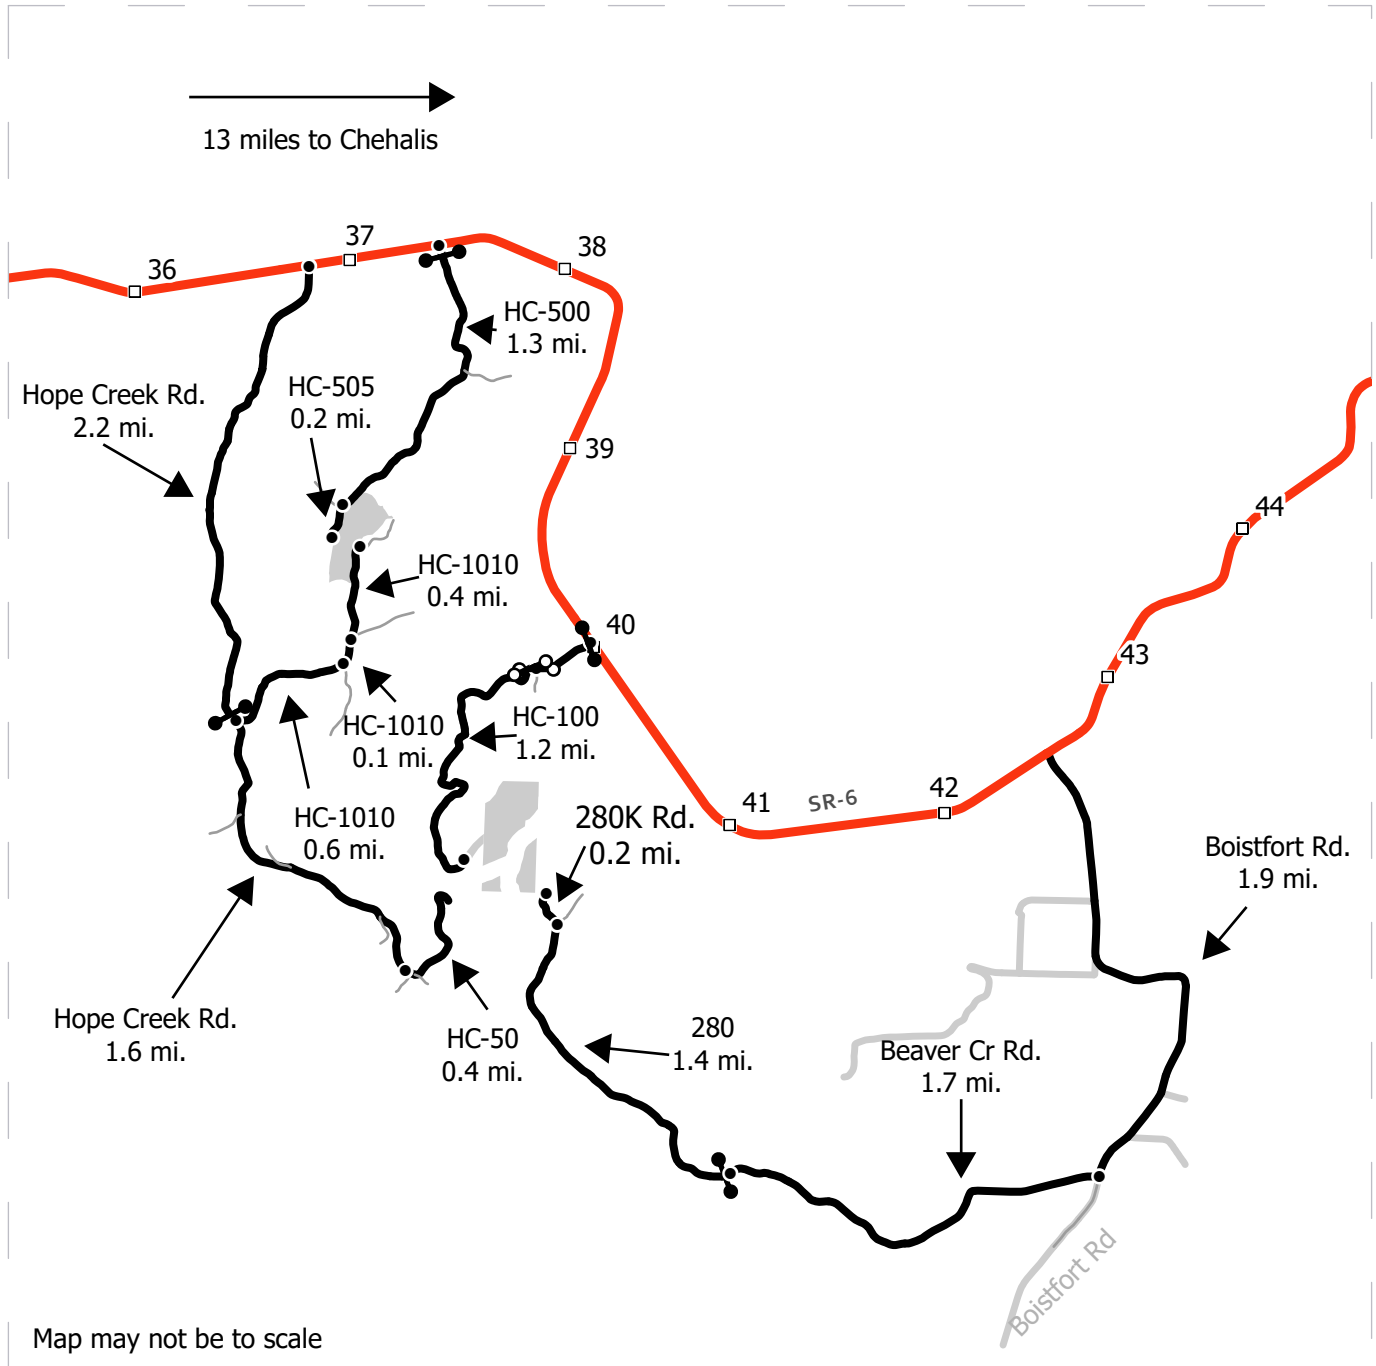 13 miles to Chehalis
37
38
36
HC-500
1.3 mi.
HC-505
0.2 mi.
Hope Creek Rd.
2.2 mi.
39
44
HC-1010
0.4 mi.
40
43
HC-1010
0.1 mi.
HC-100
1.2 mi.
42
41
SR-6
HC-1010
0.6 mi.
280K Rd.
0.2 mi.
Boistfort Rd.
1.9 mi.
Hope Creek Rd.
1.6 mi.
HC-50
0.4 mi.
280
1.4 mi.
Beaver Cr Rd.
1.7 mi.
Boistfort Rd
Map may not be to scale